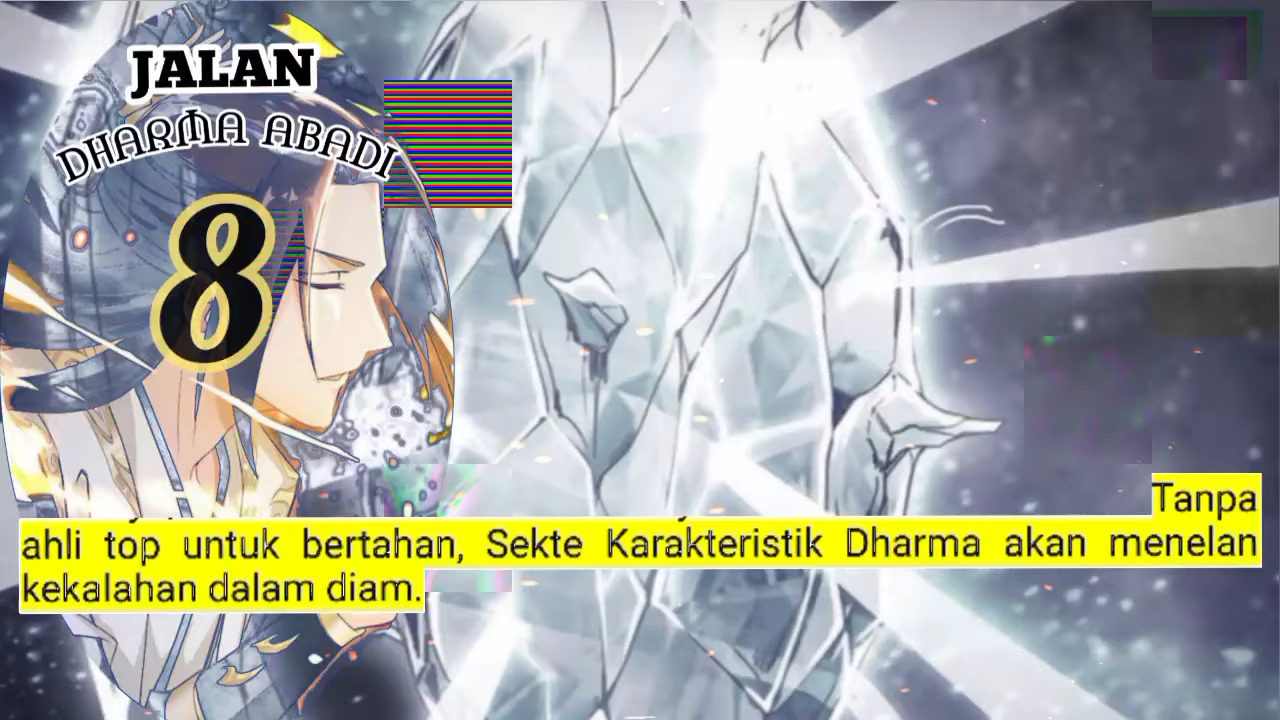 JALAN
DHARMA ABADI
8
Tanpa
ahli top untuk bertahan, Sekte Karakteristik Dharma akan menelan
kekalahan dalam diam.